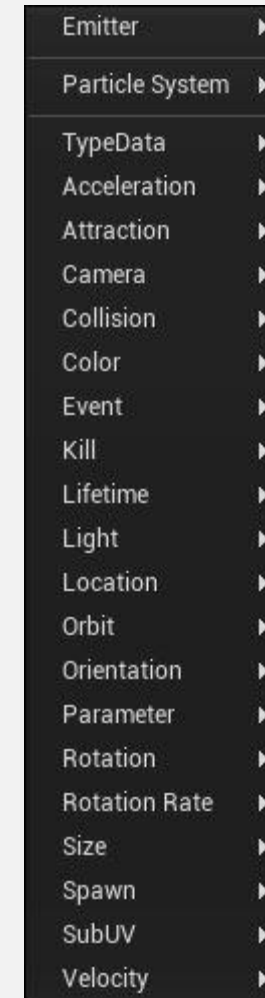 Emitter
Particle System
TypeData
Acceleration
Attraction
Camera
Collision
Color
Event
Kill
Lifetime
Light
Location
Orbit
Orientation
Parameter
Rotation
Rotation Rate
Size
Spawn
SubUV
Velocity